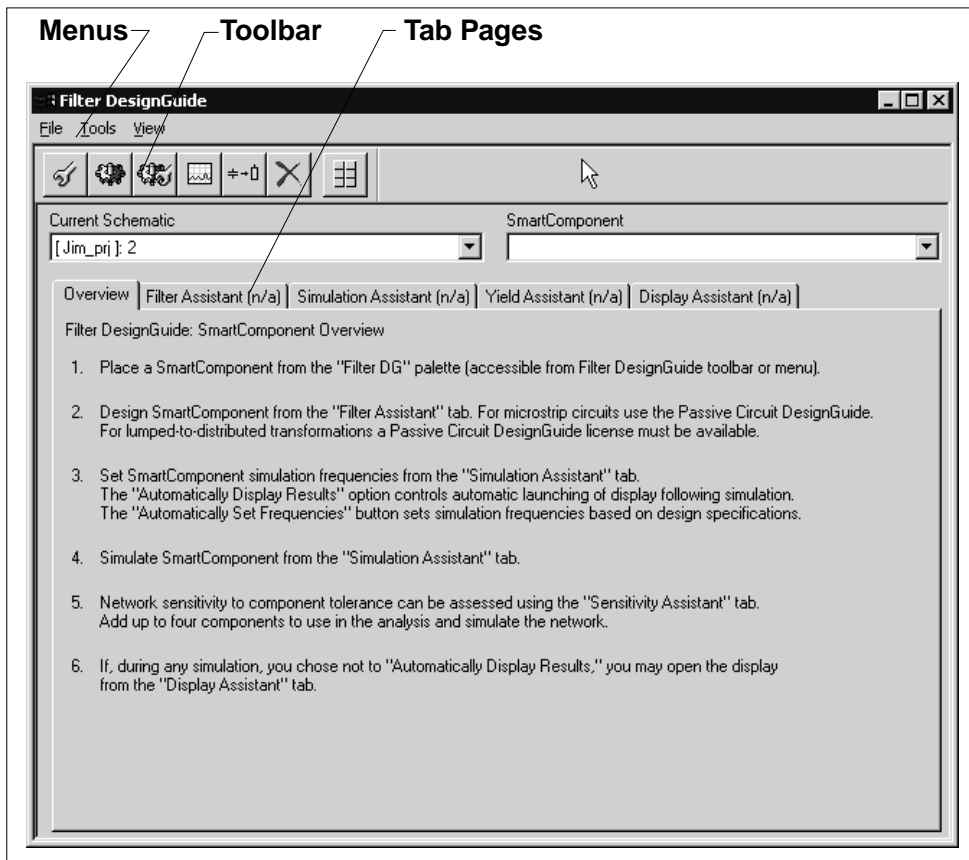 Menus Toolbar Tab Pages
Filter DesignGuide
File Tools View
Current Schematic SmartComponent
[ Jim_prj ]: 2
Overview Filter Assistant (n/a) Simulation Assistant (n/a) Yield Assistant (n/a) Display Assistant (n/a)
Filter DesignGuide: SmartComponent Overview
1. Place a SmartComponent from the "Filter DG" palette (accessible from Filter DesignGuide toolbar or menu).
2. Design SmartComponent from the "Filter Assistant" tab. For microstrip circuits use the Passive Circuit DesignGuide.
For lumped-to-distributed transformations a Passive Circuit DesignGuide license must be available.
3. Set SmartComponent simulation frequencies from the "Simulation Assistant" tab.
The "Automatically Display Results" option controls automatic launching of display following simulation.
The "Automatically Set Frequencies" button sets simulation frequencies based on design specifications.
4. Simulate SmartComponent from the "Simulation Assistant" tab.
5. Network sensitivity to component tolerance can be assessed using the "Sensitivity Assistant" tab.
Add up to four components to use in the analysis and simulate the network.
6. If, during any simulation, you chose not to "Automatically Display Results," you may open the display
from the "Display Assistant" tab.